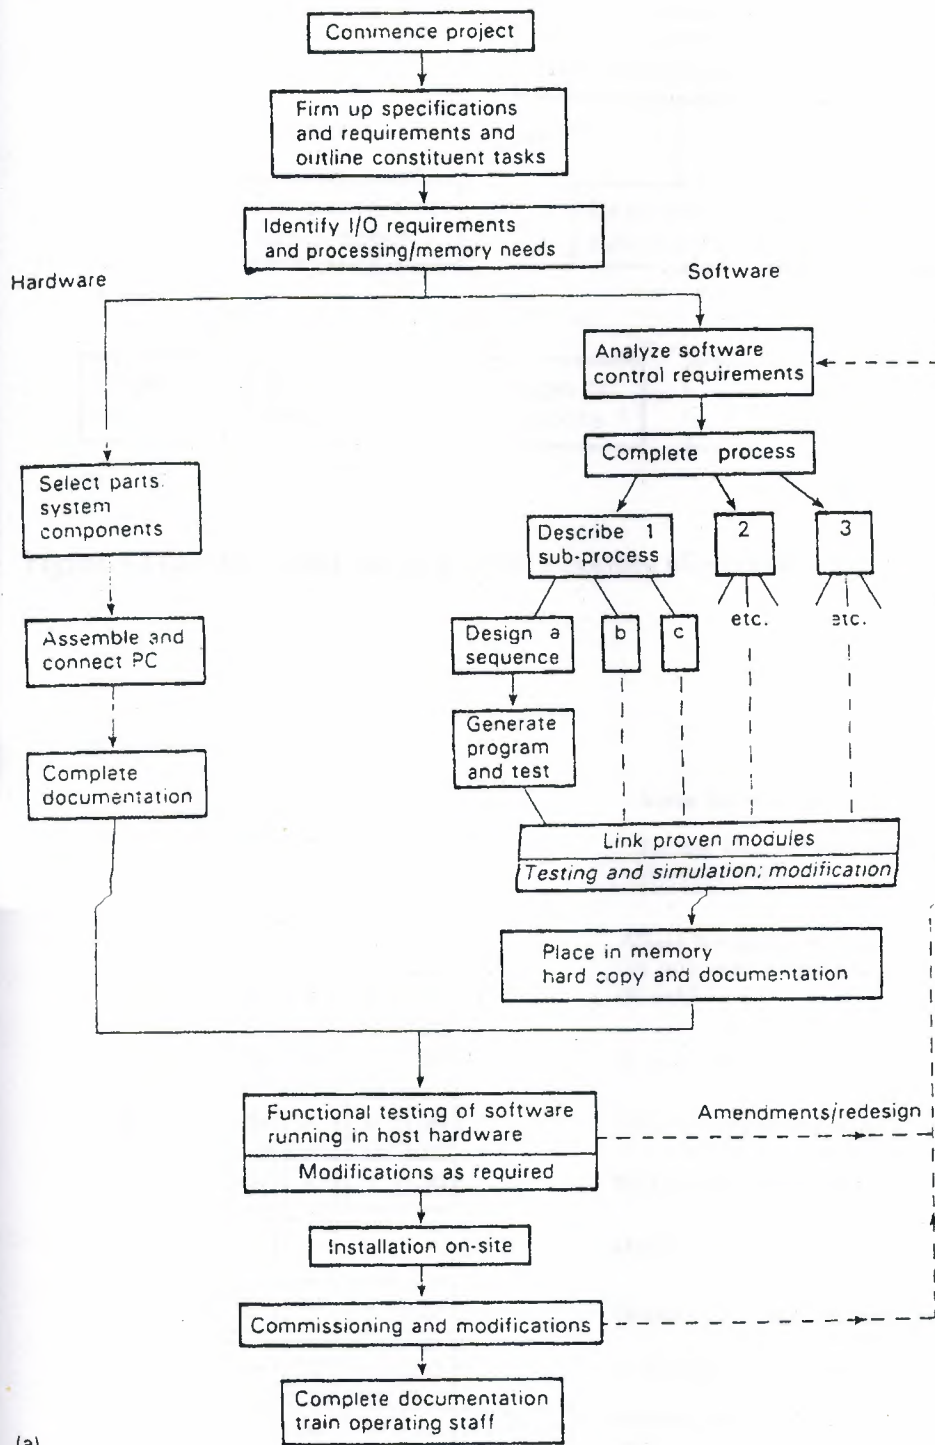 Commence project
Firm up specifications
and requirements and
outline constituent tasks
Identify I/O requirements
and processing/memory needs
Hardware
Software
Analyze software
control requirements
Complete process
Select parts:
system
components
Describe 1
sub-process
2
3
etc.
etc.
Assemble and
connect PC
Design a
sequence
b
c
Generate
program
and test
Complete
documentation
Link proven modules
Testing and simulation; modification
Place in memory
hard copy and documentation
Functional testing of software
running in host hardware
Modifications as required
Amendments/redesign
Installation on-site
Commissioning and modifications
Complete documentation
train operating staff
(a)